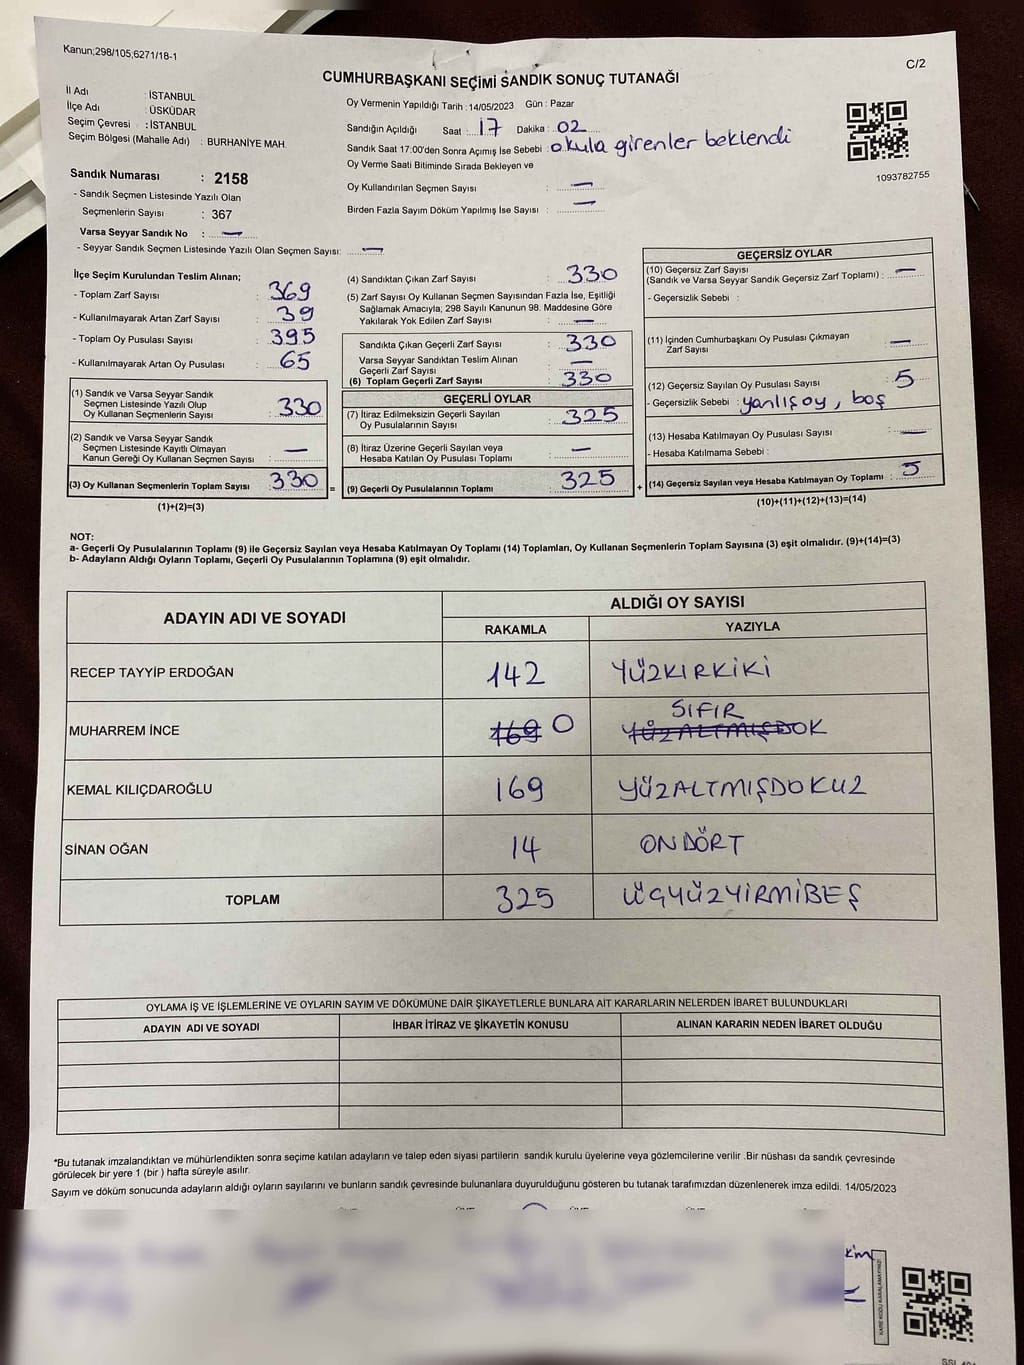 Kanun;298/105;6271/18-1
C/2
CUMHURBAŞKANI SEÇİMİ SANDIK SONUÇ TUTANAĞI
İl Adı : İSTANBUL
İlçe Adı : ÜSKÜDAR
Seçim Çevresi : İSTANBUL
Seçim Bölgesi (Mahalle Adı) : BURHANİYE MAH.
Oy Vermenin Yapıldığı Tarih : 14/05/2023 Gün : Pazar
Sandığın Açıldığı Saat : 17 Dakika : 02
Sandık Saat 17:00'den Sonra Açımış İse Sebebi : okula girenler beklendi
Oy Verme Saati Bitiminde Sırada Bekleyen ve
Oy Kullandırılan Seçmen Sayısı : —
Birden Fazla Sayım Döküm Yapılmış İse Sayısı : —
1093782755
Sandık Numarası : 2158
- Sandık Seçmen Listesinde Yazılı Olan
Seçmenlerin Sayısı : 367
Varsa Seyyar Sandık No : —
- Seyyar Sandık Seçmen Listesinde Yazılı Olan Seçmen Sayısı: —
İlçe Seçim Kurulundan Teslim Alınan;
- Toplam Zarf Sayısı : 369
- Kullanılmayarak Artan Zarf Sayısı : 39
- Toplam Oy Pusulası Sayısı : 395
- Kullanılmayarak Artan Oy Pusulası : 65
(1) Sandık ve Varsa Seyyar Sandık
Seçmen Listesinde Yazılı Olup
Oy Kullanan Seçmenlerin Sayısı : 330
(2) Sandık ve Varsa Seyyar Sandık
Seçmen Listesinde Kayıtlı Olmayan
Kanun Gereği Oy Kullanan Seçmen Sayısı : —
(3) Oy Kullanan Seçmenlerin Toplam Sayısı : 330
(1)+(2)=(3)
(4) Sandıktan Çıkan Zarf Sayısı : 330
(5) Zarf Sayısı Oy Kullanan Seçmen Sayısından Fazla İse, Eşitliği
Sağlamak Amacıyla; 298 Sayılı Kanunun 98. Maddesine Göre
Yakılarak Yok Edilen Zarf Sayısı : —
Sandıkta Çıkan Geçerli Zarf Sayısı : 330
Varsa Seyyar Sandıktan Teslim Alınan
Geçerli Zarf Sayısı : —
(6) Toplam Geçerli Zarf Sayısı : 330
GEÇERLİ OYLAR
(7) İtiraz Edilmeksizin Geçerli Sayılan
Oy Pusulalarının Sayısı : 325
(8) İtiraz Üzerine Geçerli Sayılan veya
Hesaba Katılan Oy Pusulası Toplamı : —
= (9) Geçerli Oy Pusulalarının Toplamı : 325 +
GEÇERSİZ OYLAR
(10) Geçersiz Zarf Sayısı
(Sandık ve Varsa Seyyar Sandık Geçersiz Zarf Toplamı) : —
- Geçersizlik Sebebi :
(11) İçinden Cumhurbaşkanı Oy Pusulası Çıkmayan
Zarf Sayısı : —
(12) Geçersiz Sayılan Oy Pusulası Sayısı : 5
- Geçersizlik Sebebi : yanlış oy, boş
(13) Hesaba Katılmayan Oy Pusulası Sayısı : —
- Hesaba Katılmama Sebebi :
(14) Geçersiz Sayılan veya Hesaba Katılmayan Oy Toplamı : 5
(10)+(11)+(12)+(13)=(14)
NOT:
a- Geçerli Oy Pusulalarının Toplamı (9) ile Geçersiz Sayılan veya Hesaba Katılmayan Oy Toplamı (14) Toplamları, Oy Kullanan Seçmenlerin Toplam Sayısına (3) eşit olmalıdır. (9)+(14)=(3)
b- Adayların Aldığı Oyların Toplamı, Geçerli Oy Pusulalarının Toplamına (9) eşit olmalıdır.
ADAYIN ADI VE SOYADI
ALDIĞI OY SAYISI
RAKAMLA YAZIYLA
RECEP TAYYİP ERDOĞAN 142 YÜZKIRKİKİ
MUHARREM İNCE 169 0 SIFIR
YÜZALTMIŞDOK
KEMAL KILIÇDAROĞLU 169 YÜZALTMIŞDOKUZ
SİNAN OĞAN 14 ONDÖRT
TOPLAM 325 ÜÇYÜZYİRMİBEŞ
OYLAMA İŞ VE İŞLEMLERİNE VE OYLARIN SAYIM VE DÖKÜMÜNE DAİR ŞİKAYETLERLE BUNLARA AİT KARARLARIN NELERDEN İBARET BULUNDUKLARI
ADAYIN ADI VE SOYADI İHBAR İTİRAZ VE ŞİKAYETİN KONUSU ALINAN KARARIN NEDEN İBARET OLDUĞU
*Bu tutanak imzalandıktan ve mühürlendikten sonra seçime katılan adayların ve talep eden siyasi partilerin sandık kurulu üyelerine veya gözlemcilerine verilir .Bir nüshası da sandık çevresinde
görülecek bir yere 1 (bir ) hafta süreyle asılır.
Sayım ve döküm sonucunda adayların aldığı oyların sayılarını ve bunların sandık çevresinde bulunanlara duyurulduğunu gösteren bu tutanak tarafımızdan düzenlenerek imza edildi. 14/05/2023
KARE KODU KARALAMAYINIZ!